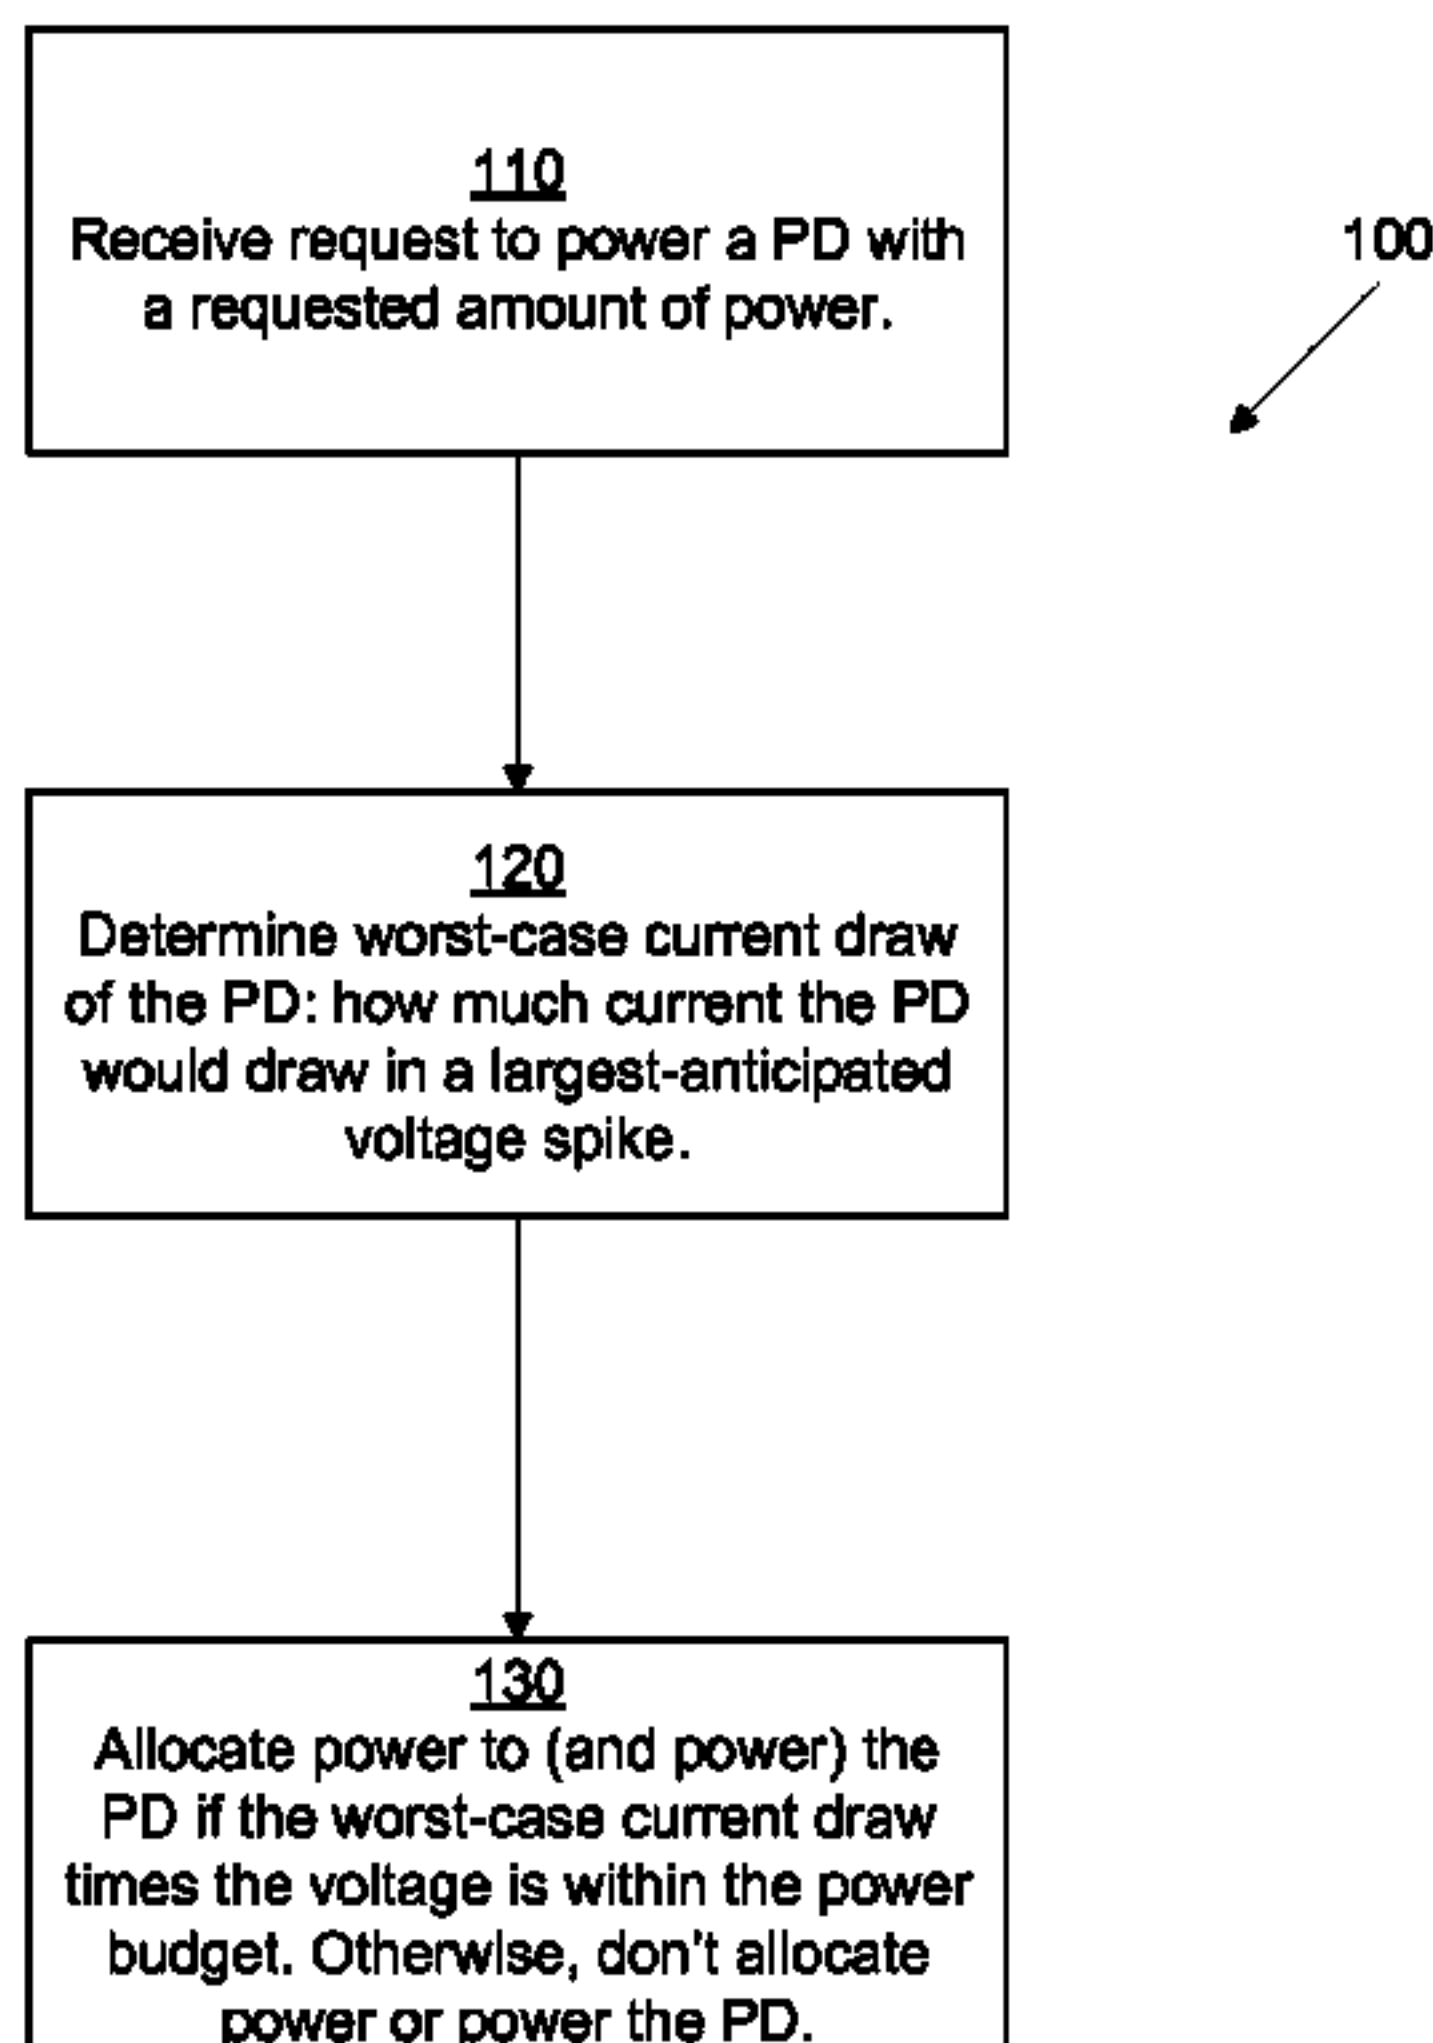 110
Receive request to power a PD with
a requested amount of power.
100
120
Determine worst-case current draw
of the PD: how much current the PD
would draw in a largest-anticipated
voltage spike.
130
Allocate power to (and power) the
PD if the worst-case current draw
times the voltage is within the power
budget. Otherwise, don't allocate
power or power the PD.